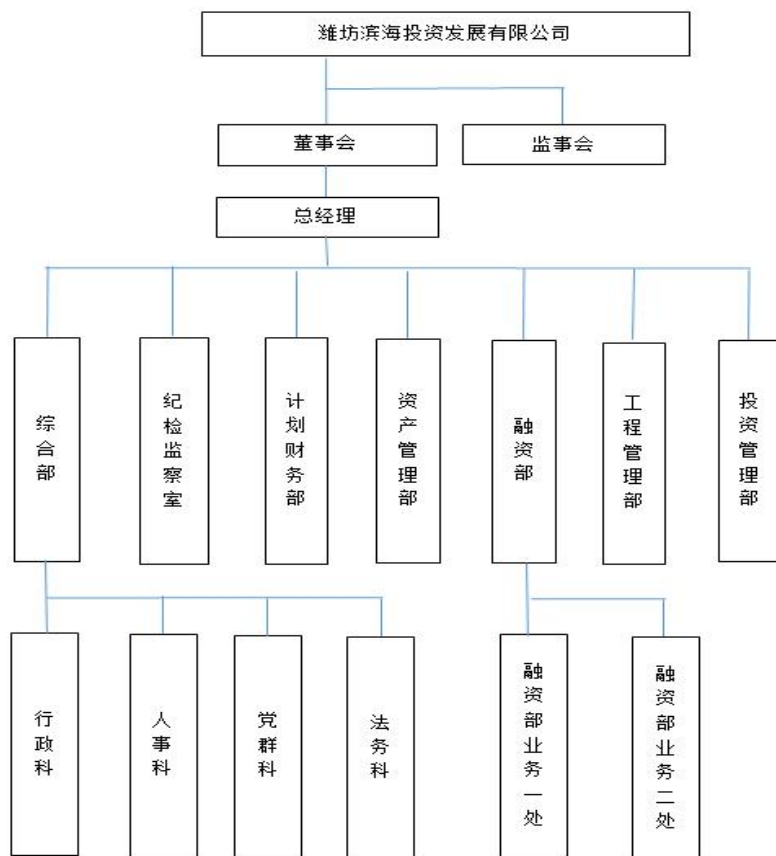 潍坊滨海投资发展有限公司
董事会
监事会
总经理
综合部
纪检监察室
计划财务部
资产管理部
融资部
工程管理部
投资管理部
行政科
人事科
党群科
法务科
融资部业务一处
融资部业务二处